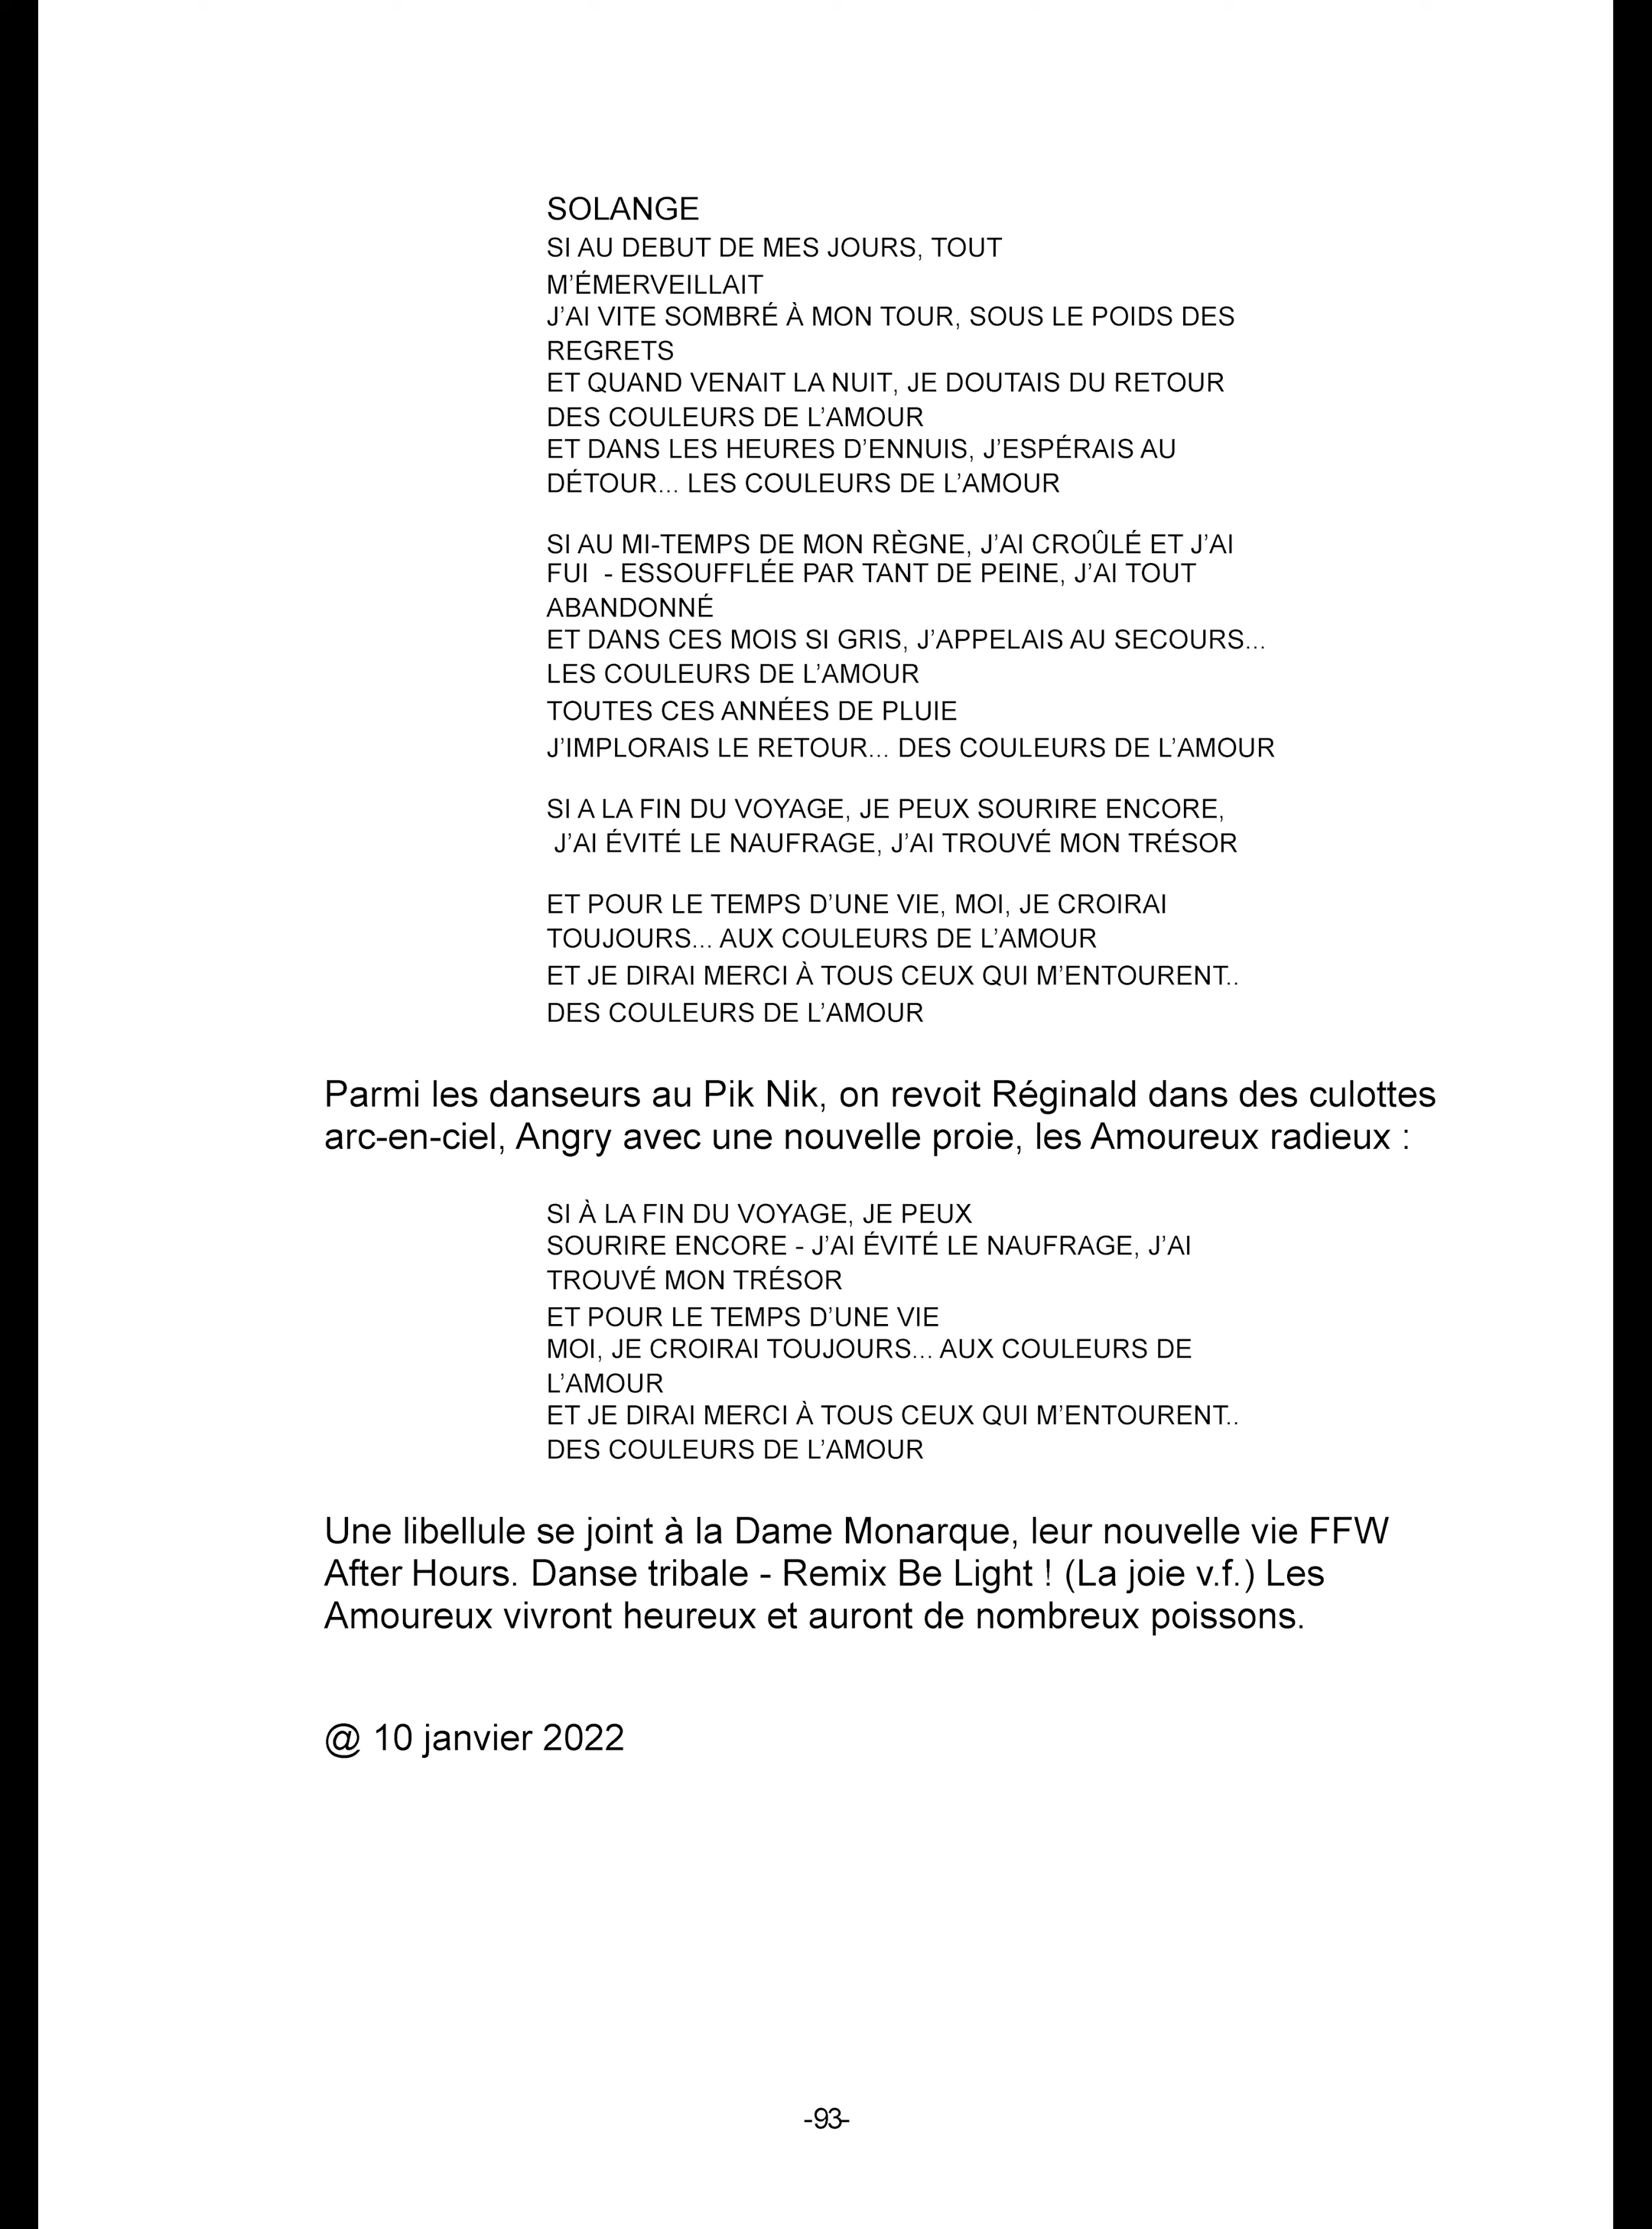 SOLANGE
SI AU DEBUT DE MES JOURS, TOUT
M’ÉMERVEILLAIT
J’AI VITE SOMBRÉ À MON TOUR, SOUS LE POIDS DES
REGRETS
ET QUAND VENAIT LA NUIT, JE DOUTAIS DU RETOUR
DES COULEURS DE L’AMOUR
ET DANS LES HEURES D’ENNUIS, J’ESPÉRAIS AU
DÉTOUR... LES COULEURS DE L’AMOUR
SI AU MI-TEMPS DE MON RÈGNE, J’AI CROÛLÉ ET J’AI
FUI - ESSOUFFLÉE PAR TANT DE PEINE, J’AI TOUT
ABANDONNÉ
ET DANS CES MOIS SI GRIS, J’APPELAIS AU SECOURS...
LES COULEURS DE L’AMOUR
TOUTES CES ANNÉES DE PLUIE
J’IMPLORAIS LE RETOUR... DES COULEURS DE L’AMOUR
SI A LA FIN DU VOYAGE, JE PEUX SOURIRE ENCORE,
J’AI ÉVITÉ LE NAUFRAGE, J’AI TROUVÉ MON TRÉSOR
ET POUR LE TEMPS D’UNE VIE, MOI, JE CROIRAI
TOUJOURS... AUX COULEURS DE L’AMOUR
ET JE DIRAI MERCI À TOUS CEUX QUI M’ENTOURENT..
DES COULEURS DE L’AMOUR
Parmi les danseurs au Pik Nik, on revoit Réginald dans des culottes
arc-en-ciel, Angry avec une nouvelle proie, les Amoureux radieux :
SI À LA FIN DU VOYAGE, JE PEUX
SOURIRE ENCORE - J’AI ÉVITÉ LE NAUFRAGE, J’AI
TROUVÉ MON TRÉSOR
ET POUR LE TEMPS D’UNE VIE
MOI, JE CROIRAI TOUJOURS... AUX COULEURS DE
L’AMOUR
ET JE DIRAI MERCI À TOUS CEUX QUI M’ENTOURENT..
DES COULEURS DE L’AMOUR
Une libellule se joint à la Dame Monarque, leur nouvelle vie FFW
After Hours. Danse tribale - Remix Be Light ! (La joie v.f.) Les
Amoureux vivront heureux et auront de nombreux poissons.
@ 10 janvier 2022
-93-